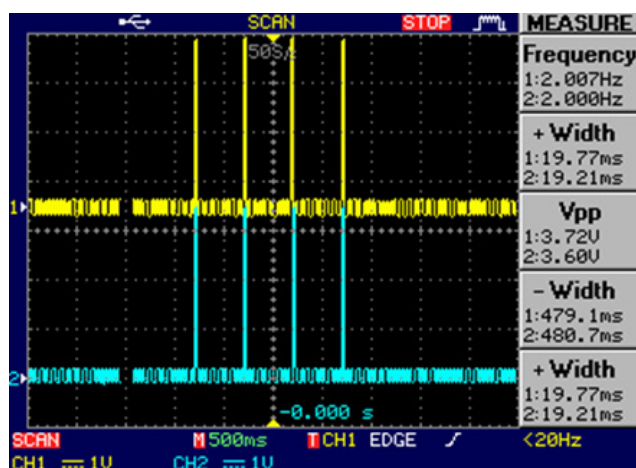 SCAN STOP MEASURE
50S/
Frequency
1:2.007Hz
2:2.000Hz
+ Width
1:19.77ms
2:19.21ms
Vpp
1:3.72V
2:3.60V
- Width
1:479.1ms
2:480.7ms
+ Width
1:19.77ms
2:19.21ms
1
2
-0.000 s
SCAN M 500ms T CH1 EDGE <20Hz
CH1 1V CH2 1V